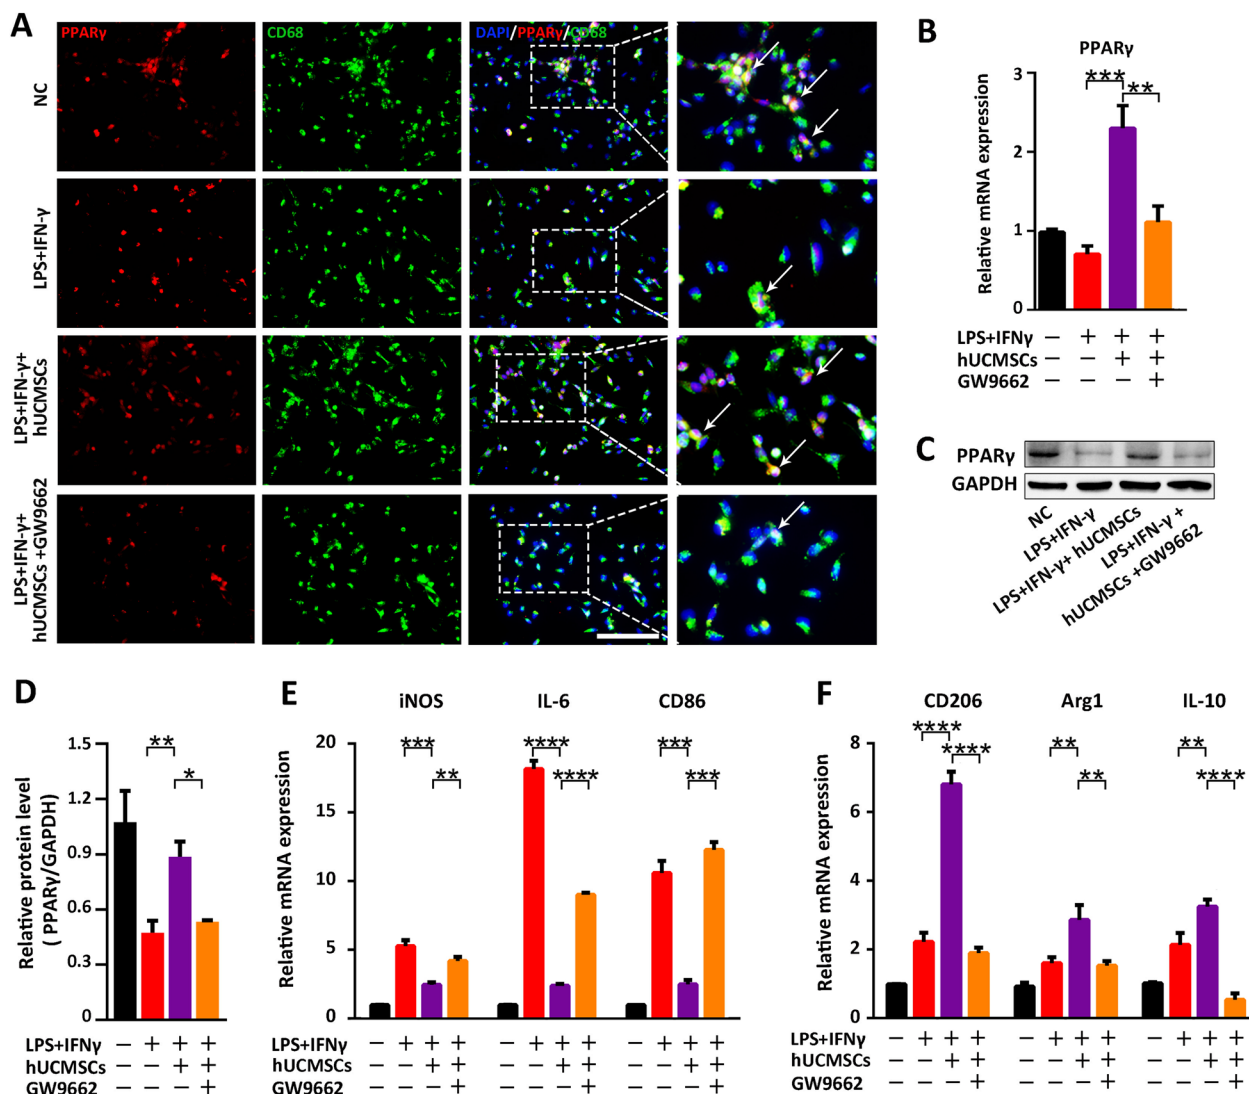 A
PPARγ
CD68
DAPI/PPARγ/CD68
NC
LPS+IFN-γ
LPS+IFN-γ+
hUCMSCs
LPS+IFN-γ+
hUCMSCs +GW9662
B
PPARγ
Relative mRNA expression
3
2
1
0
*** **
LPS+IFNγ − + + +
hUCMSCs − − + +
GW9662 − − − +
C
PPARγ
GAPDH
NC
LPS+IFN-γ
LPS+IFN-γ+ hUCMSCs
LPS+IFN-γ +
hUCMSCs +GW9662
D
Relative protein level
( PPARγ/GAPDH)
1.5
1.2
0.9
0.6
0.3
0
**
*
LPS+IFNγ − + + +
hUCMSCs − − + +
GW9662 − − − +
E
iNOS IL-6 CD86
Relative mRNA expression
20
15
10
5
0
*** **** ***
** **** ***
LPS+IFNγ − + + + − + + + − + + +
hUCMSCs − − + + − − + + − − + +
GW9662 − − − + − − − + − − − +
F
CD206 Arg1 IL-10
Relative mRNA expression
8
6
4
2
0
**** ** **
**** ** ****
LPS+IFNγ − + + + − + + + − + + +
hUCMSCs − − + + − − + + − − + +
GW9662 − − − + − − − + − − − +